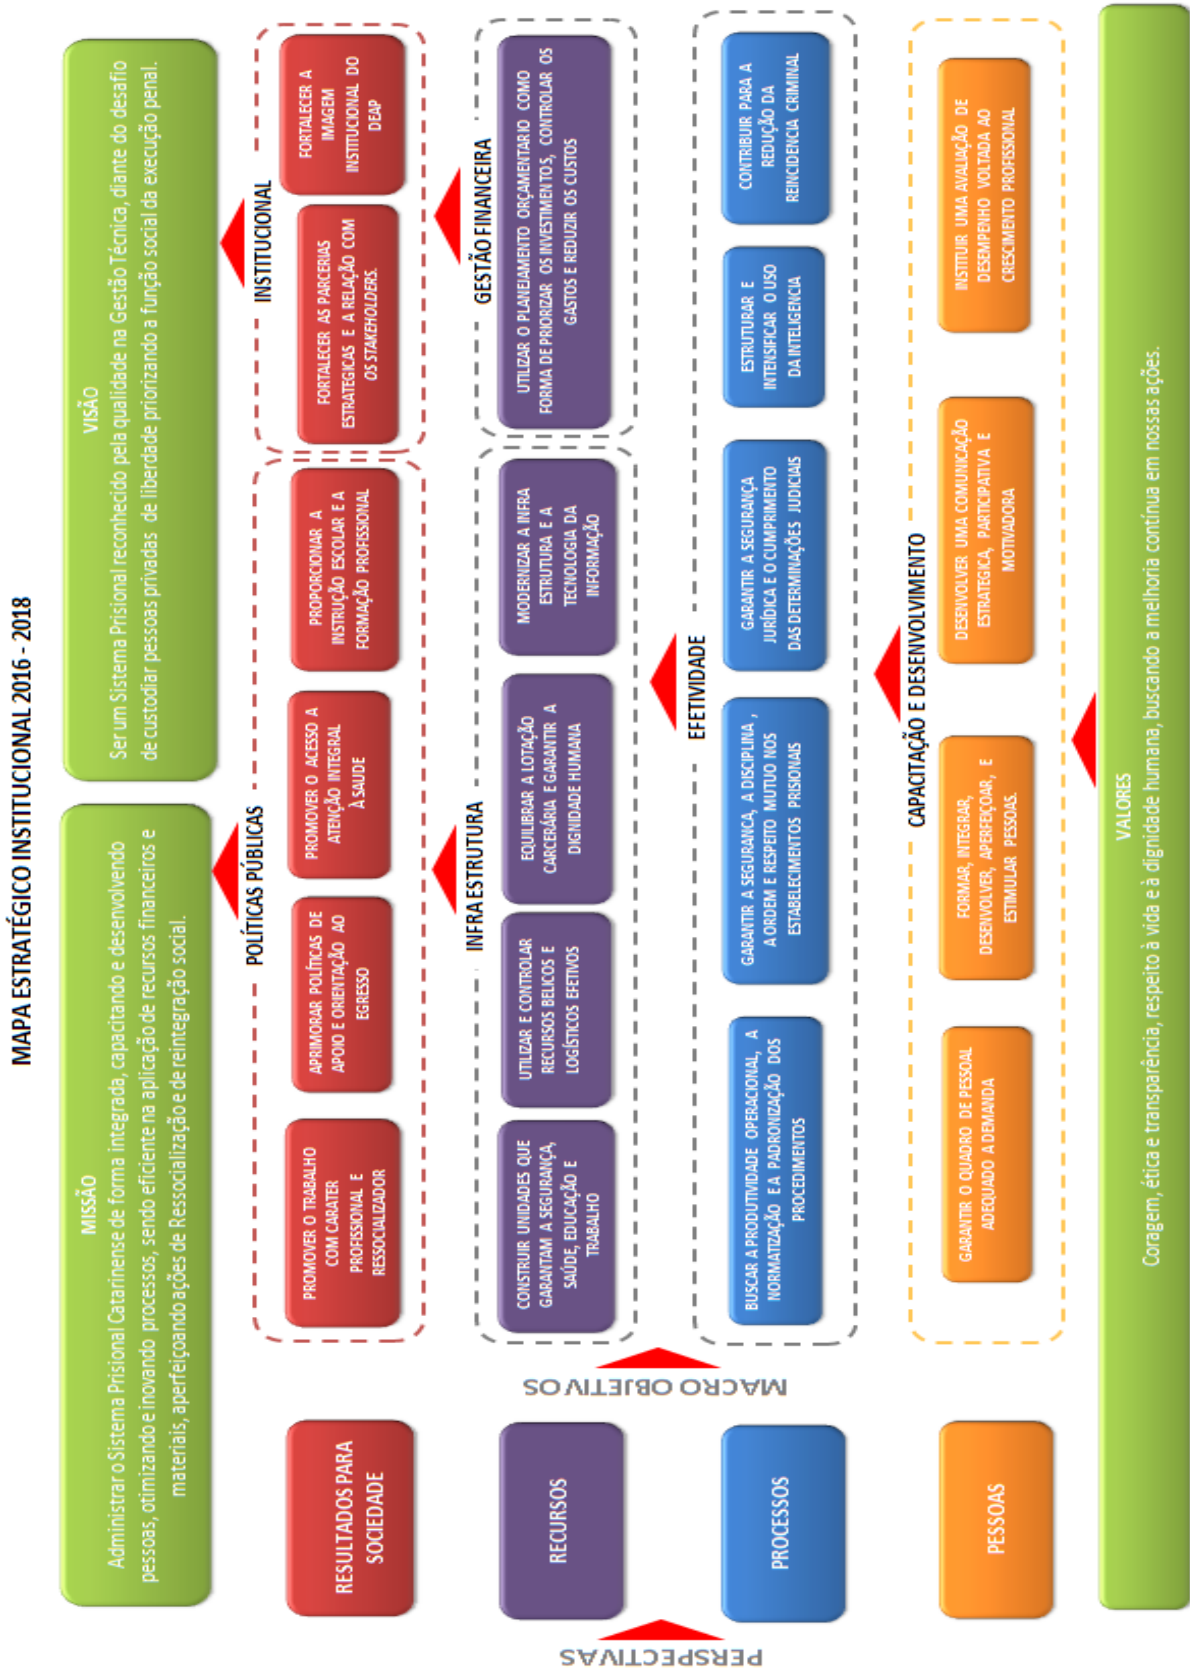 MAPA ESTRATÉGICO INSTITUCIONAL 2016 - 2018
MISSÃO
Administrar o Sistema Prisional Catarinense de forma integrada, capacitando e desenvolvendo
pessoas, otimizando e inovando processos, sendo eficiente na aplicação de recursos financeiros e
materiais, aperfeiçoando ações de Ressocialização e de reintegração social.
VISÃO
Ser um Sistema Prisional reconhecido pela qualidade na Gestão Técnica, diante do desafio
de custodiar pessoas privadas de liberdade priorizando a função social da execução penal.
POLÍTICAS PÚBLICAS
INSTITUCIONAL
RESULTADOS PARA
SOCIEDADE
PROMOVER O TRABALHO
COM CARATER
PROFISSIONAL E
RESSOCIALIZADOR
APRIMORAR POLÍTICAS DE
APOIO E ORIENTAÇÃO AO
EGRESSO
PROMOVER O ACESSO A
ATENÇÃO INTEGRAL
À SAUDE
PROPORCIONAR A
INSTRUÇÃO ESCOLAR E A
FORMAÇÃO PROFISSIONAL
FORTALECER AS PARCERIAS
ESTRATEGICAS E A RELAÇÃO COM
OS STAKEHOLDERS.
FORTALECER A
IMAGEM
INSTITUCIONAL DO
DEAP
INFRA ESTRUTURA
GESTÃO FINANCEIRA
RECURSOS
CONSTRUIR UNIDADES QUE
GARANTAM A SEGURANÇA,
SAÚDE, EDUCAÇÃO E
TRABALHO
UTILIZAR E CONTROLAR
RECURSOS BELICOS E
LOGÍSTICOS EFETIVOS
EQUILIBRAR A LOTAÇÃO
CARCERÁRIA E GARANTIR A
DIGNIDADE HUMANA
MODERNIZAR A INFRA
ESTRUTURA E A
TECNOLOGIA DA
INFORMAÇÃO
UTILIZAR O PLANEJAMENTO ORÇAMENTARIO COMO
FORMA DE PRIORIZAR OS INVESTIMENTOS, CONTROLAR OS
GASTOS E REDUZIR OS CUSTOS
PERSPECTIVAS
MACRO OBJETIVOS
EFETIVIDADE
PROCESSOS
BUSCAR A PRODUTIVIDADE OPERACIONAL, A
NORMATIZAÇÃO E A PADRONIZAÇÃO DOS
PROCEDIMENTOS
GARANTIR A SEGURANCA, A DISCIPLINA ,
A ORDEM E RESPEITO MUTUO NOS
ESTABELECIMENTOS PRISIONAIS
GARANTIR A SEGURANÇA
JURÍDICA E O CUMPRIMENTO
DAS DETERMINAÇÕES JUDICIAIS
ESTRUTURAR E
INTENSIFICAR O USO
DA INTELIGENCIA
CONTRIBUIR PARA A
REDUÇÃO DA
REINCIDENCIA CRIMINAL
CAPACITAÇÃO E DESENVOLVIMENTO
PESSOAS
GARANTIR O QUADRO DE PESSOAL
ADEQUADO A DEMANDA
FORMAR, INTEGRAR,
DESENVOLVER, APERFEIÇOAR, E
ESTIMULAR PESSOAS.
DESENVOLVER UMA COMUNICAÇÃO
ESTRATEGICA, PARTICIPATIVA E
MOTIVADORA
INSTITUIR UMA AVALIAÇÃO DE
DESEMPENHO VOLTADA AO
CRESCIMENTO PROFISSIONAL
VALORES
Coragem, ética e transparência, respeito à vida e à dignidade humana, buscando a melhoria contínua em nossas ações.